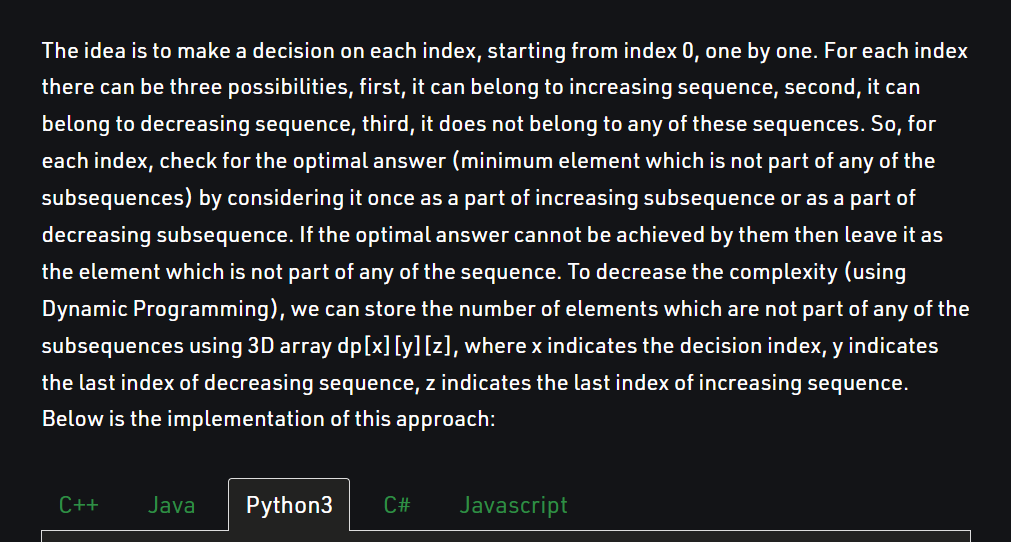 The idea is to make a decision on each index, starting from index 0, one by one. For each index
there can be three possibilities, first, it can belong to increasing sequence, second, it can
belong to decreasing sequence, third, it does not belong to any of these sequences. So, for
each index, check for the optimal answer (minimum element which is not part of any of the
subsequences) by considering it once as a part of increasing subsequence or as a part of
decreasing subsequence. If the optimal answer cannot be achieved by them then leave it as
the element which is not part of any of the sequence. To decrease the complexity (using
Dynamic Programming), we can store the number of elements which are not part of any of the
subsequences using 3D array dp[x][y][z], where x indicates the decision index, y indicates
the last index of decreasing sequence, z indicates the last index of increasing sequence.
Below is the implementation of this approach:
C++ Java Python3 C# Javascript